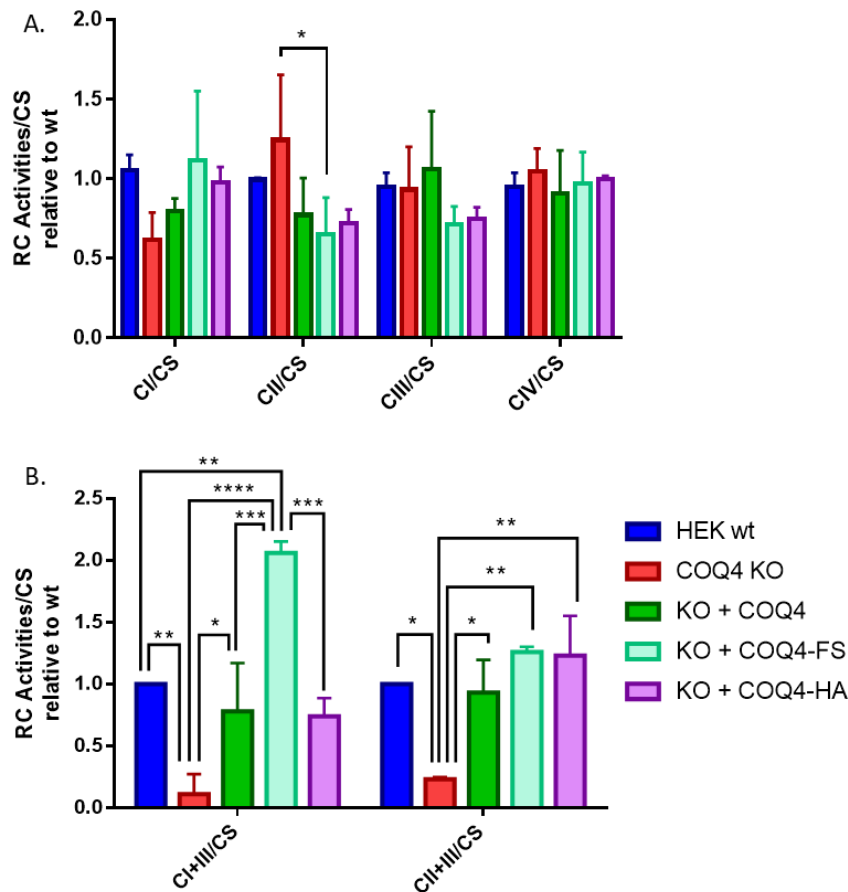 A.
2.0
1.5
1.0
0.5
0.0
RC Activities/CS
relative to wt
*
CI/CS
CII/CS
CIII/CS
CIV/CS
B.
2.5
2.0
1.5
1.0
0.5
0.0
RC Activities/CS
relative to wt
**
****
***
***
**
*
**
**
*
*
CI+III/CS
CII+III/CS
HEK wt
COQ4 KO
KO + COQ4
KO + COQ4-FS
KO + COQ4-HA